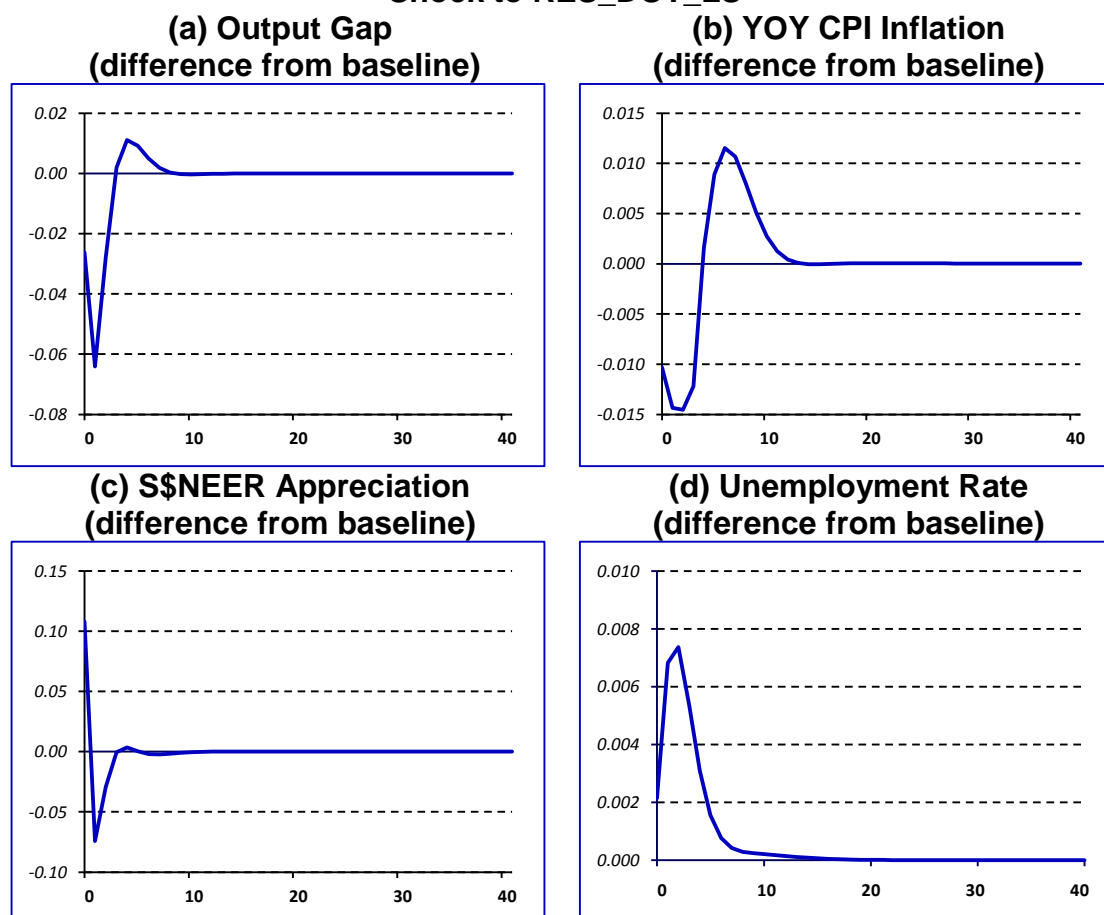 (a) Output Gap
(difference from baseline)
0.02
0.00
-0.02
-0.04
-0.06
-0.08
0 10 20 30 40
(b) YOY CPI Inflation
(difference from baseline)
0.015
0.010
0.005
0.000
-0.005
-0.010
-0.015
0 10 20 30 40
(c) S$NEER Appreciation
(difference from baseline)
0.15
0.10
0.05
0.00
-0.05
-0.10
0 10 20 30 40
(d) Unemployment Rate
(difference from baseline)
0.010
0.008
0.006
0.004
0.002
0.000
0 10 20 30 40